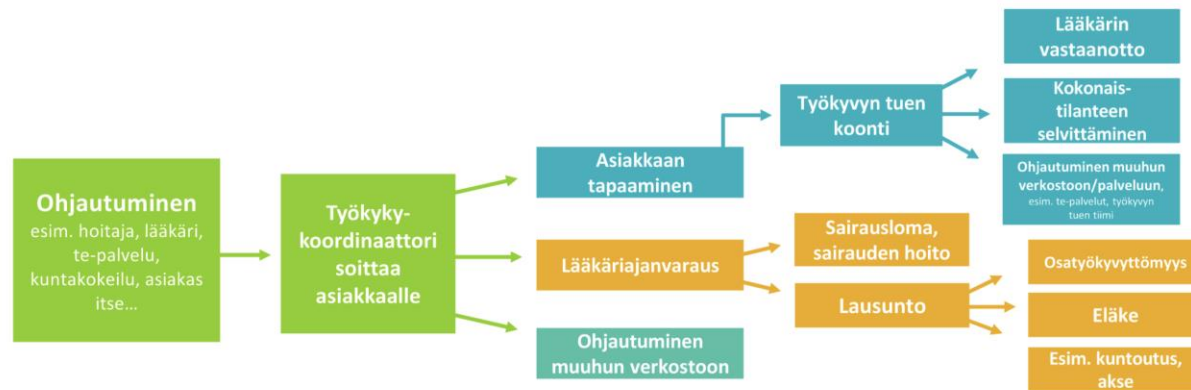 Ohjautuminen
esim. hoitaja, lääkäri,
te-palvelu,
kuntakokeilu, asiakas
itse…
Työkyky-
koordinaattori
soittaa
asiakkaalle
Asiakkaan
tapaaminen
Työkyvyn tuen
koonti
Lääkärin
vastaanotto
Kokonais-
tilanteen
selvittäminen
Ohjautuminen muuhun
verkostoon/palveluun,
esim. te-palvelut, työkyvyn
tuen tiimi
Lääkäriajanvaraus
Sairausloma,
sairauden hoito
Lausunto
Osatyökyvyttömyys
Eläke
Esim. kuntoutus,
akse
Ohjautuminen
muuhun verkostoon